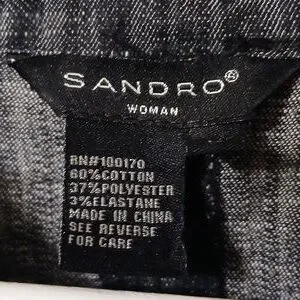 SANDRO®
WOMAN
RN#100170
60%COTTON
37%POLYESTER
3%ELASTANE
MADE IN CHINA
SEE REVERSE
FOR CARE